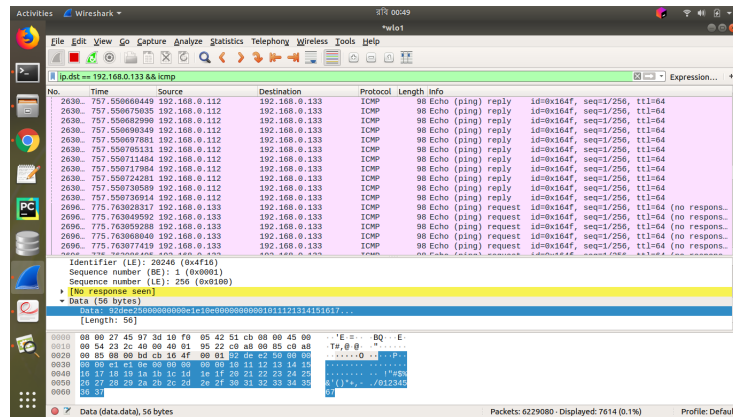 Activities Wireshark রবি 00:49
*wlo1
File Edit View Go Capture Analyze Statistics Telephony Wireless Tools Help
ip.dst == 192.168.0.133 && icmp Expression... +
No. Time Source Destination Protocol Length Info
2630… 757.550660449 192.168.0.112 192.168.0.133 ICMP 98 Echo (ping) reply id=0x164f, seq=1/256, ttl=64
2630… 757.550675035 192.168.0.112 192.168.0.133 ICMP 98 Echo (ping) reply id=0x164f, seq=1/256, ttl=64
2630… 757.550682990 192.168.0.112 192.168.0.133 ICMP 98 Echo (ping) reply id=0x164f, seq=1/256, ttl=64
2630… 757.550690349 192.168.0.112 192.168.0.133 ICMP 98 Echo (ping) reply id=0x164f, seq=1/256, ttl=64
2630… 757.550697881 192.168.0.112 192.168.0.133 ICMP 98 Echo (ping) reply id=0x164f, seq=1/256, ttl=64
2630… 757.550705131 192.168.0.112 192.168.0.133 ICMP 98 Echo (ping) reply id=0x164f, seq=1/256, ttl=64
2630… 757.550711484 192.168.0.112 192.168.0.133 ICMP 98 Echo (ping) reply id=0x164f, seq=1/256, ttl=64
2630… 757.550717984 192.168.0.112 192.168.0.133 ICMP 98 Echo (ping) reply id=0x164f, seq=1/256, ttl=64
2630… 757.550724281 192.168.0.112 192.168.0.133 ICMP 98 Echo (ping) reply id=0x164f, seq=1/256, ttl=64
2630… 757.550730589 192.168.0.112 192.168.0.133 ICMP 98 Echo (ping) reply id=0x164f, seq=1/256, ttl=64
2630… 757.550736914 192.168.0.112 192.168.0.133 ICMP 98 Echo (ping) reply id=0x164f, seq=1/256, ttl=64
2696… 775.763028317 192.168.0.133 192.168.0.133 ICMP 98 Echo (ping) request id=0x164f, seq=1/256, ttl=64 (no respons…
2696… 775.763049592 192.168.0.133 192.168.0.133 ICMP 98 Echo (ping) request id=0x164f, seq=1/256, ttl=64 (no respons…
2696… 775.763059288 192.168.0.133 192.168.0.133 ICMP 98 Echo (ping) request id=0x164f, seq=1/256, ttl=64 (no respons…
2696… 775.763068040 192.168.0.133 192.168.0.133 ICMP 98 Echo (ping) request id=0x164f, seq=1/256, ttl=64 (no respons…
2696… 775.763077419 192.168.0.133 192.168.0.133 ICMP 98 Echo (ping) request id=0x164f, seq=1/256, ttl=64 (no respons…
Identifier (LE): 20246 (0x4f16)
Sequence number (BE): 1 (0x0001)
Sequence number (LE): 256 (0x0100)
[No response seen]
Data (56 bytes)
Data: 92dee25000000000e1e10e0000000000101112131415 1617...
[Length: 56]
0000 08 00 27 45 97 3d 10 f0 05 42 51 cb 08 00 45 00 ··'E·=·· ·BQ···E·
0010 00 54 23 2c 40 00 40 01 95 22 c0 a8 00 85 c0 a8 ·T#,@·@· ·"······
0020 00 85 08 00 bd cb 16 4f 00 01 92 de e2 50 00 00 ·······O ·····P··
0030 00 00 e1 e1 0e 00 00 00 00 00 10 11 12 13 14 15 ········ ········
0040 16 17 18 19 1a 1b 1c 1d 1e 1f 20 21 22 23 24 25 ········ ·· !"#$%
0050 26 27 28 29 2a 2b 2c 2d 2e 2f 30 31 32 33 34 35 &'()*+,- ./012345
0060 36 37 67
Data (data.data), 56 bytes Packets: 6229080 · Displayed: 7614 (0.1%) Profile: Defaul